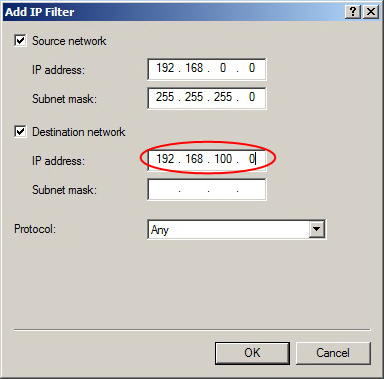 Add IP Filter
Source network
IP address: 192 . 168 . 0 . 0
Subnet mask: 255 . 255 . 255 . 0
Destination network
IP address: 192 . 168 . 100 . 0
Subnet mask: . . .
Protocol: Any
OK Cancel